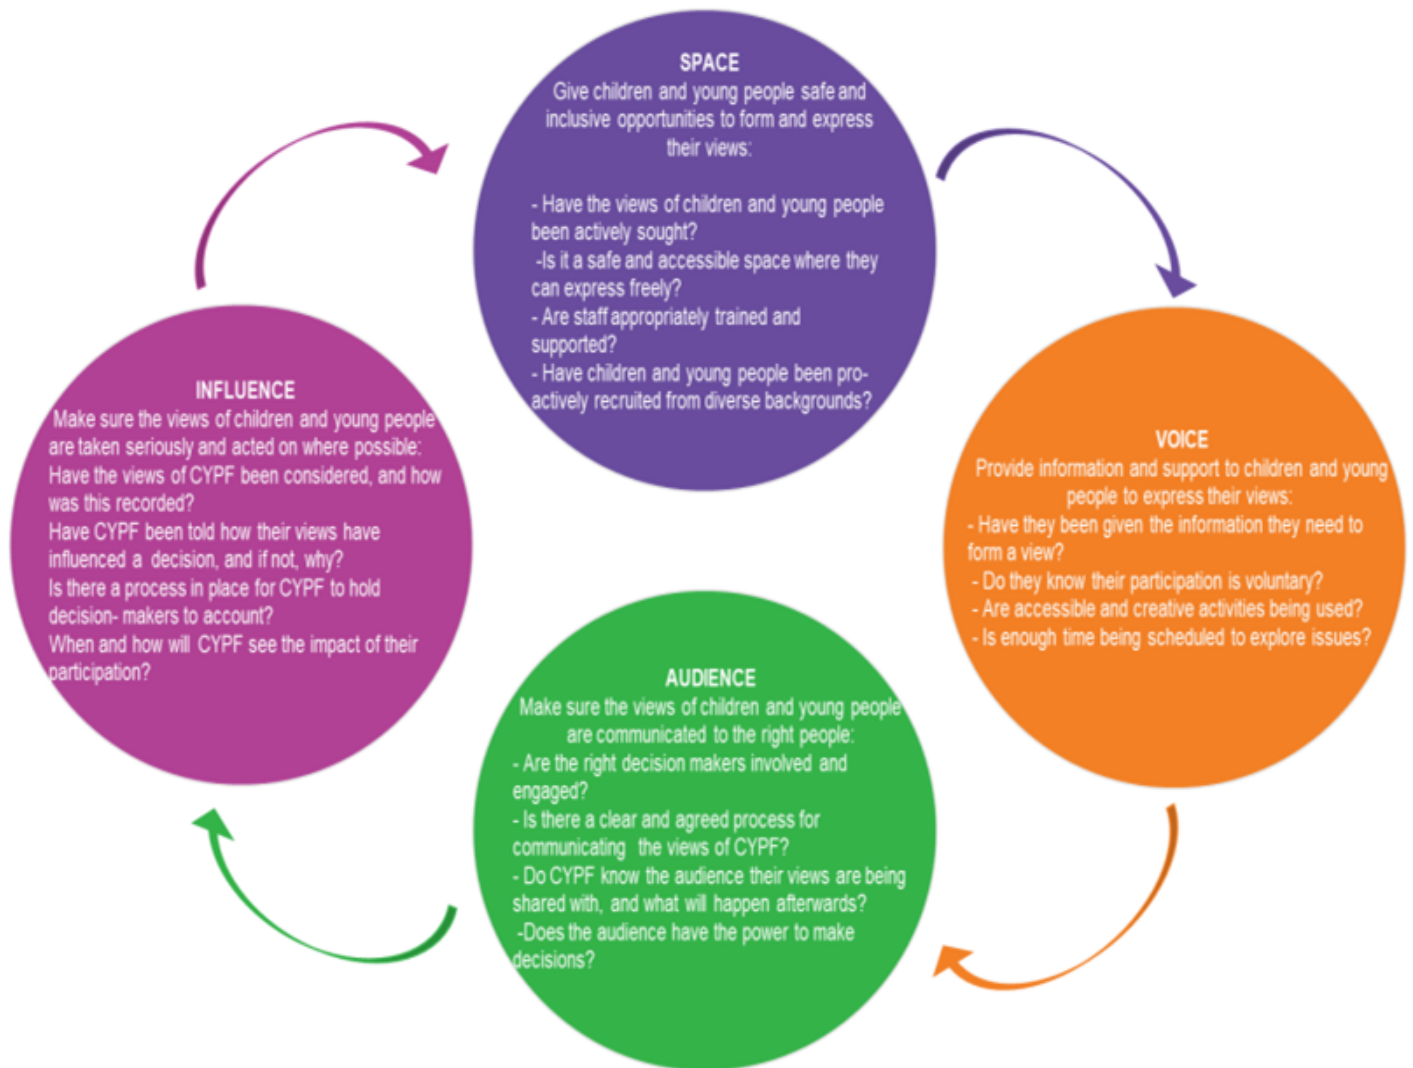 SPACE
Give children and young people safe and
inclusive opportunities to form and express
their views:
- Have the views of children and young people
been actively sought?
-Is it a safe and accessible space where they
can express freely?
- Are staff appropriately trained and
supported?
- Have children and young people been pro-
actively recruited from diverse backgrounds?
VOICE
Provide information and support to children and young
people to express their views:
- Have they been given the information they need to
form a view?
- Do they know their participation is voluntary?
- Are accessible and creative activities being used?
- Is enough time being scheduled to explore issues?
AUDIENCE
Make sure the views of children and young people
are communicated to the right people:
- Are the right decision makers involved and
engaged?
- Is there a clear and agreed process for
communicating the views of CYPF?
- Do CYPF know the audience their views are being
shared with, and what will happen afterwards?
-Does the audience have the power to make
decisions?
INFLUENCE
Make sure the views of children and young people
are taken seriously and acted on where possible:
Have the views of CYPF been considered, and how
was this recorded?
Have CYPF been told how their views have
influenced a decision, and if not, why?
Is there a process in place for CYPF to hold
decision- makers to account?
When and how will CYPF see the impact of their
participation?